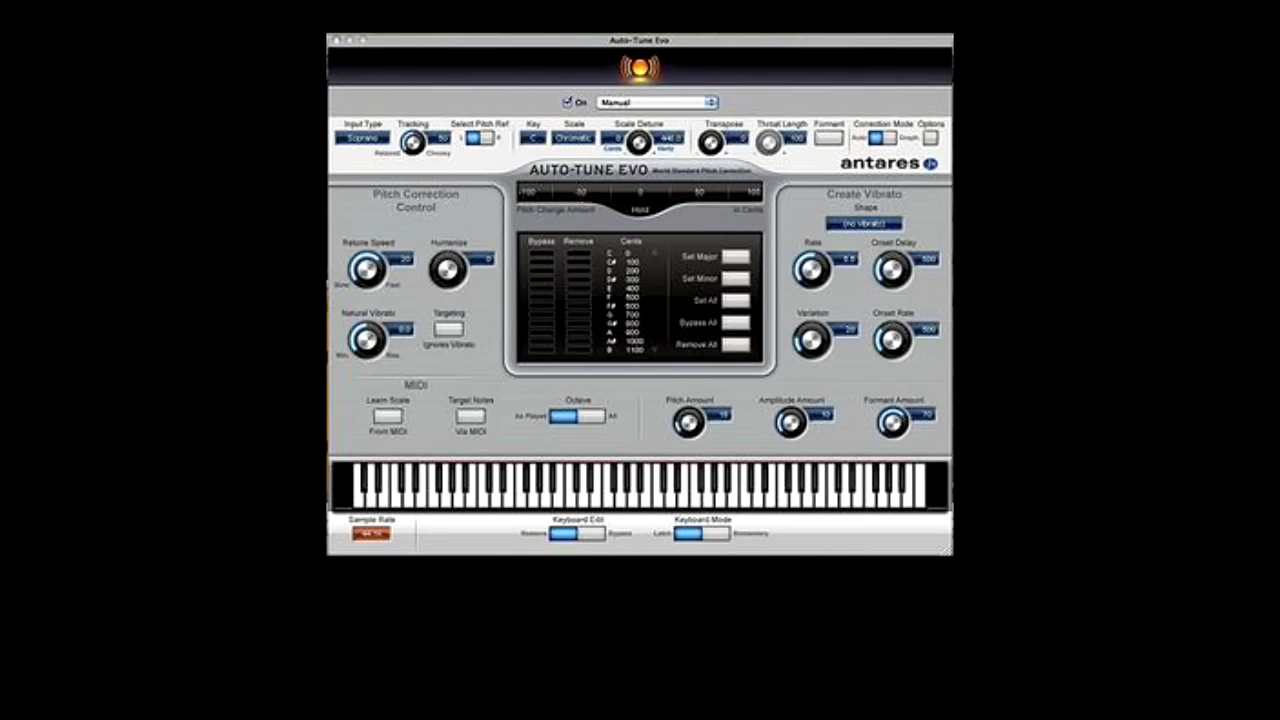 Auto-Tune Evo
On Manual
Input Type Tracking Select Pitch Ref. Key Scale Scale Detune Transpose Throat Length Formant Correction Mode Options
Soprano 50 L R C Chromatic 0 440.0 0 100 Auto Graph.
Relaxed Choosy Cents Hertz
antares
AUTO-TUNE EVO World Standard Pitch Correction
-100 -50 0 50 100
Pitch Change Amount Hold In Cents
Pitch Correction
Control
Retune Speed Humanize
20 0
Slow Fast
Natural Vibrato Targeting
0.0
Min. Max. Ignores Vibrato
Bypass Remove Cents
C 0
C# 100
D 200
D# 300
E 400
F 500
F# 600
G 700
G# 800
A 900
A# 1000
B 1100
Set Major
Set Minor
Set All
Bypass All
Remove All
Create Vibrato
Shape
(no vibrato)
Rate Onset Delay
5.5 500
Variation Onset Rate
20 500
MIDI
Learn Scale Target Notes Octave
As Played All
From MIDI Via MIDI
Pitch Amount Amplitude Amount Formant Amount
10 70
Sample Rate Keyboard Edit Keyboard Mode
Remove Bypass Latch Momentary